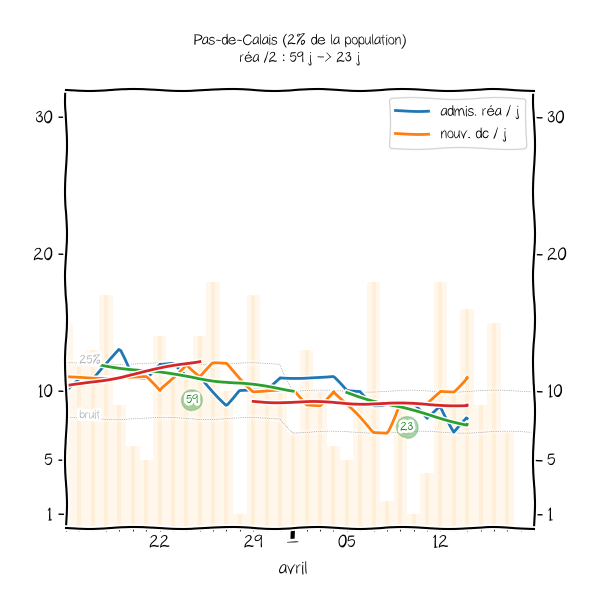 Pas-de-Calais (2% de la population)
réa /2 : 59 j -> 23 j
admis. réa / j
nouv. dc / j
30
30
20
20
25%
10
10
59
bruit
23
5
5
1
1
22
29
05
12
avril